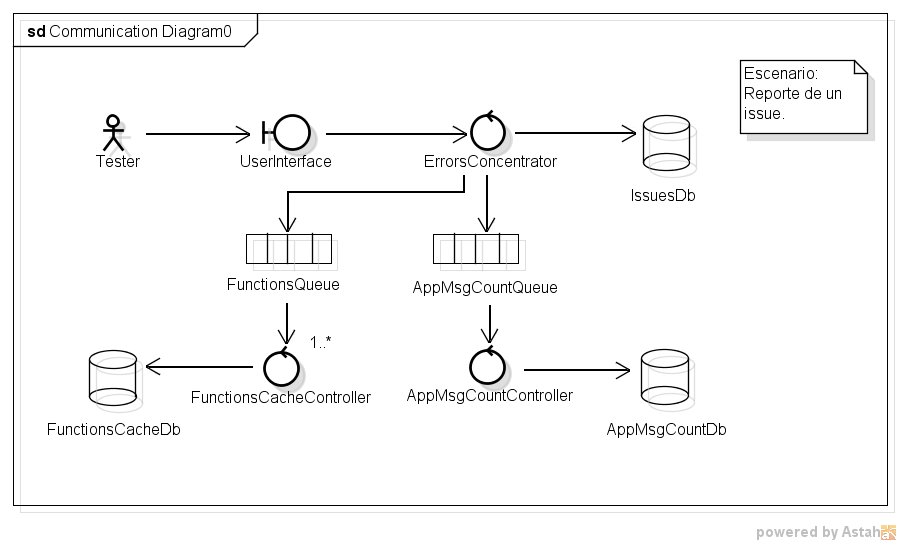 sd Communication Diagram0
Escenario:
Reporte de un
issue.
Tester
UserInterface
ErrorsConcentrator
IssuesDb
FunctionsQueue
AppMsgCountQueue
1..*
FunctionsCacheController
AppMsgCountController
FunctionsCacheDb
AppMsgCountDb
powered by Astah